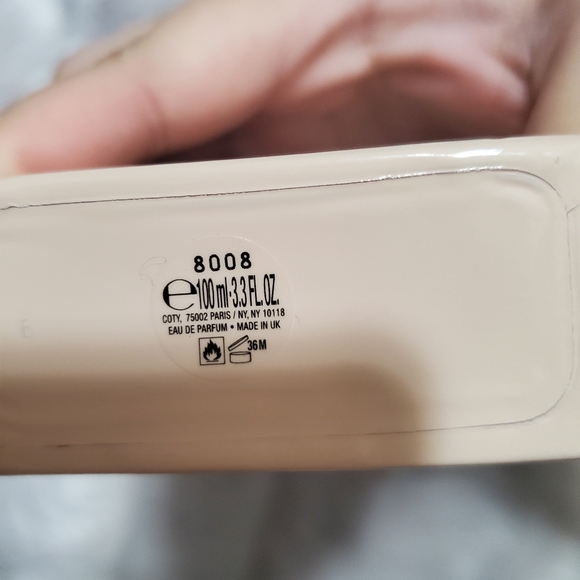 8008
℮100 ml·3.3 FL.OZ.
COTY, 75002 PARIS / NY, NY 10118
EAU DE PARFUM • MADE IN UK
36M